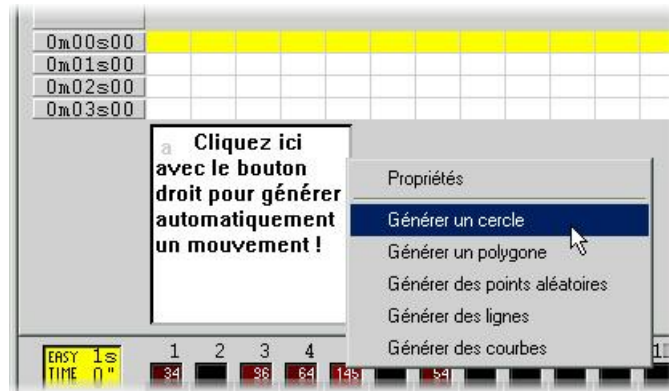 0m00s00
0m01s00
0m02s00
0m03s00
a Cliquez ici
avec le bouton
droit pour générer
automatiquement
un mouvement !
Propriétés
Générer un cercle
Générer un polygone
Générer des points aléatoires
Générer des lignes
Générer des courbes
EASY 1s
TIME 0"
1 2 3 4
34 96 64 145 54